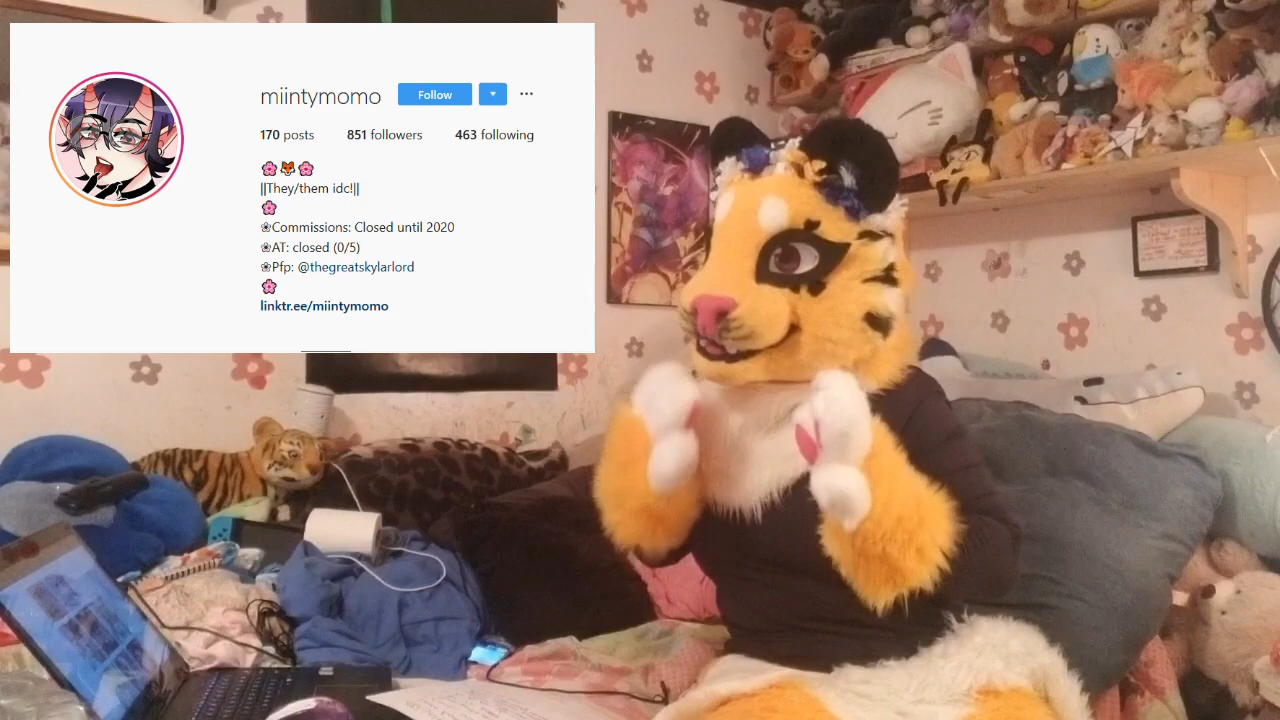 miintymomo Follow ...
170 posts 851 followers 463 following
🌸🦊🌸
||They/them idc!||
🌸
❀Commissions: Closed until 2020
❀AT: closed (0/5)
❀Pfp: @thegreatskylarlord
🌸
linktr.ee/miintymomo